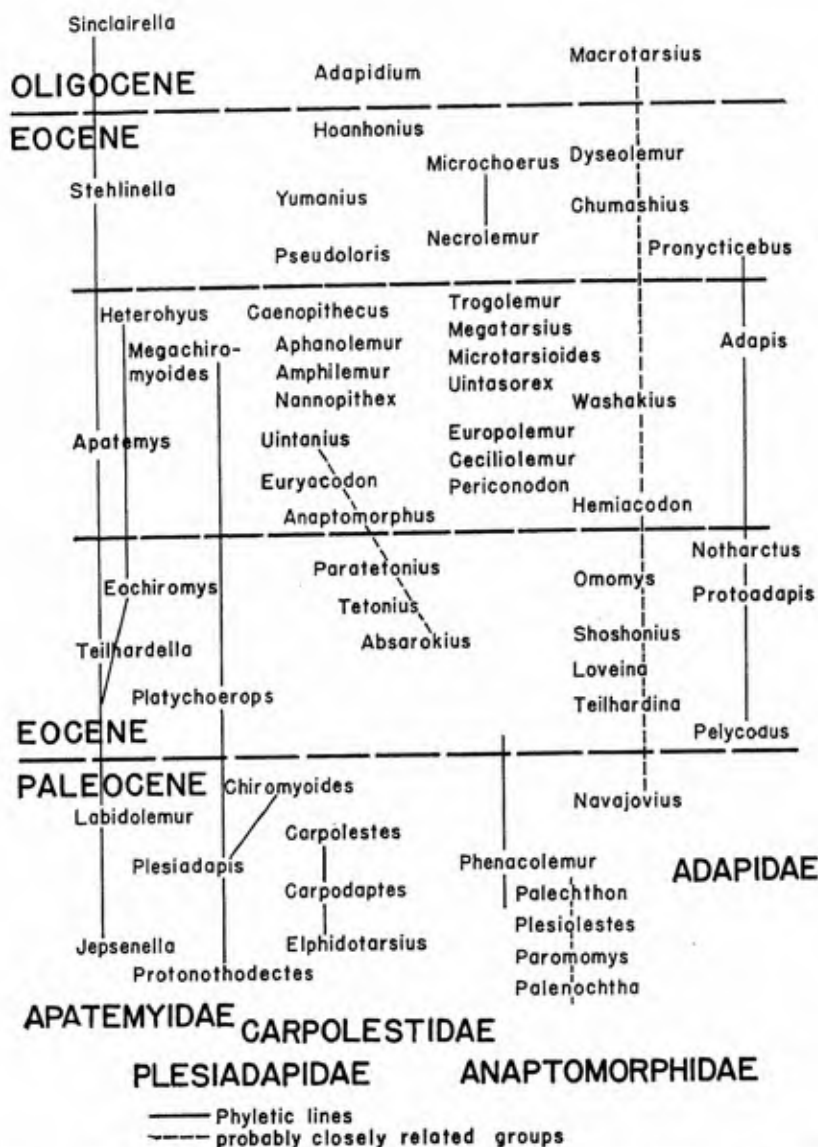 Sinclairella
Macrotarsius
Adapidium
OLIGOCENE
EOCENE
Hoanhonius
Microchoerus
Dyseolemur
Stehlinella
Yumanius
Chumashius
Necrolemur
Pseudoloris
Pronycticebus
Heterohyus
Caenopithecus
Trogolemur
Megachiro-
myoides
Aphanolemur
Megatarsius
Adapis
Amphilemur
Microtarsioides
Nannopithex
Uintasorex
Washakius
Apatemys
Uintanius
Europolemur
Euryacodon
Ceciliolemur
Periconodon
Anaptomorphus
Hemiacodon
Notharctus
Paratetonius
Omomys
Eochiromys
Protoadapis
Tetonius
Absarokius
Shoshonius
Teilhardella
Loveina
Platychoerops
Teilhardina
EOCENE
Pelycodus
PALEOCENE
Chiromyoides
Navajovius
Labidolemur
Carpolestes
Plesiadapis
Phenacolemur
ADAPIDAE
Carpodaptes
Palechthon
Jepsenella
Elphidotarsius
Plesiolestes
Paromomys
Protonothodectes
Palenochtha
APATEMYIDAE
CARPOLESTIDAE
PLESIADAPIDAE
ANAPTOMORPHIDAE
Phyletic lines
probably closely related groups